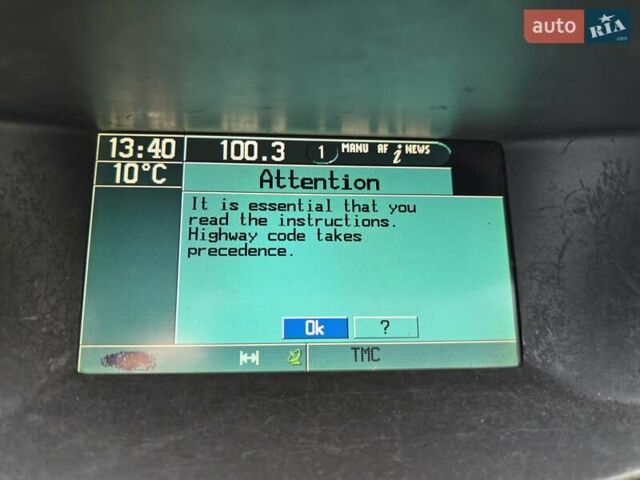 auto RIA
.com
13:40 100.3 1 MANU AF i NEWS
10°C Attention
It is essential that you
read the instructions.
Highway code takes
precedence.
Ok ?
TMC